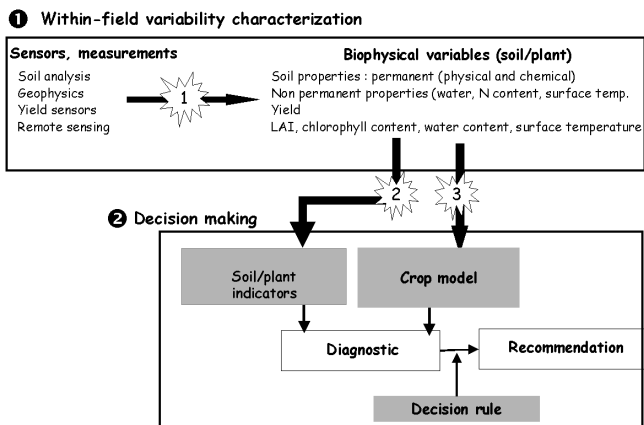 ❶ Within-field variability characterization
Sensors, measurements
Soil analysis
Geophysics
Yield sensors
Remote sensing
1
Biophysical variables (soil/plant)
Soil properties : permanent (physical and chemical)
Non permanent properties (water, N content, surface temp.
Yield
LAI, chlorophyll content, water content, surface temperature
2
3
❷ Decision making
Soil/plant
indicators
Crop model
Diagnostic
Recommendation
Decision rule